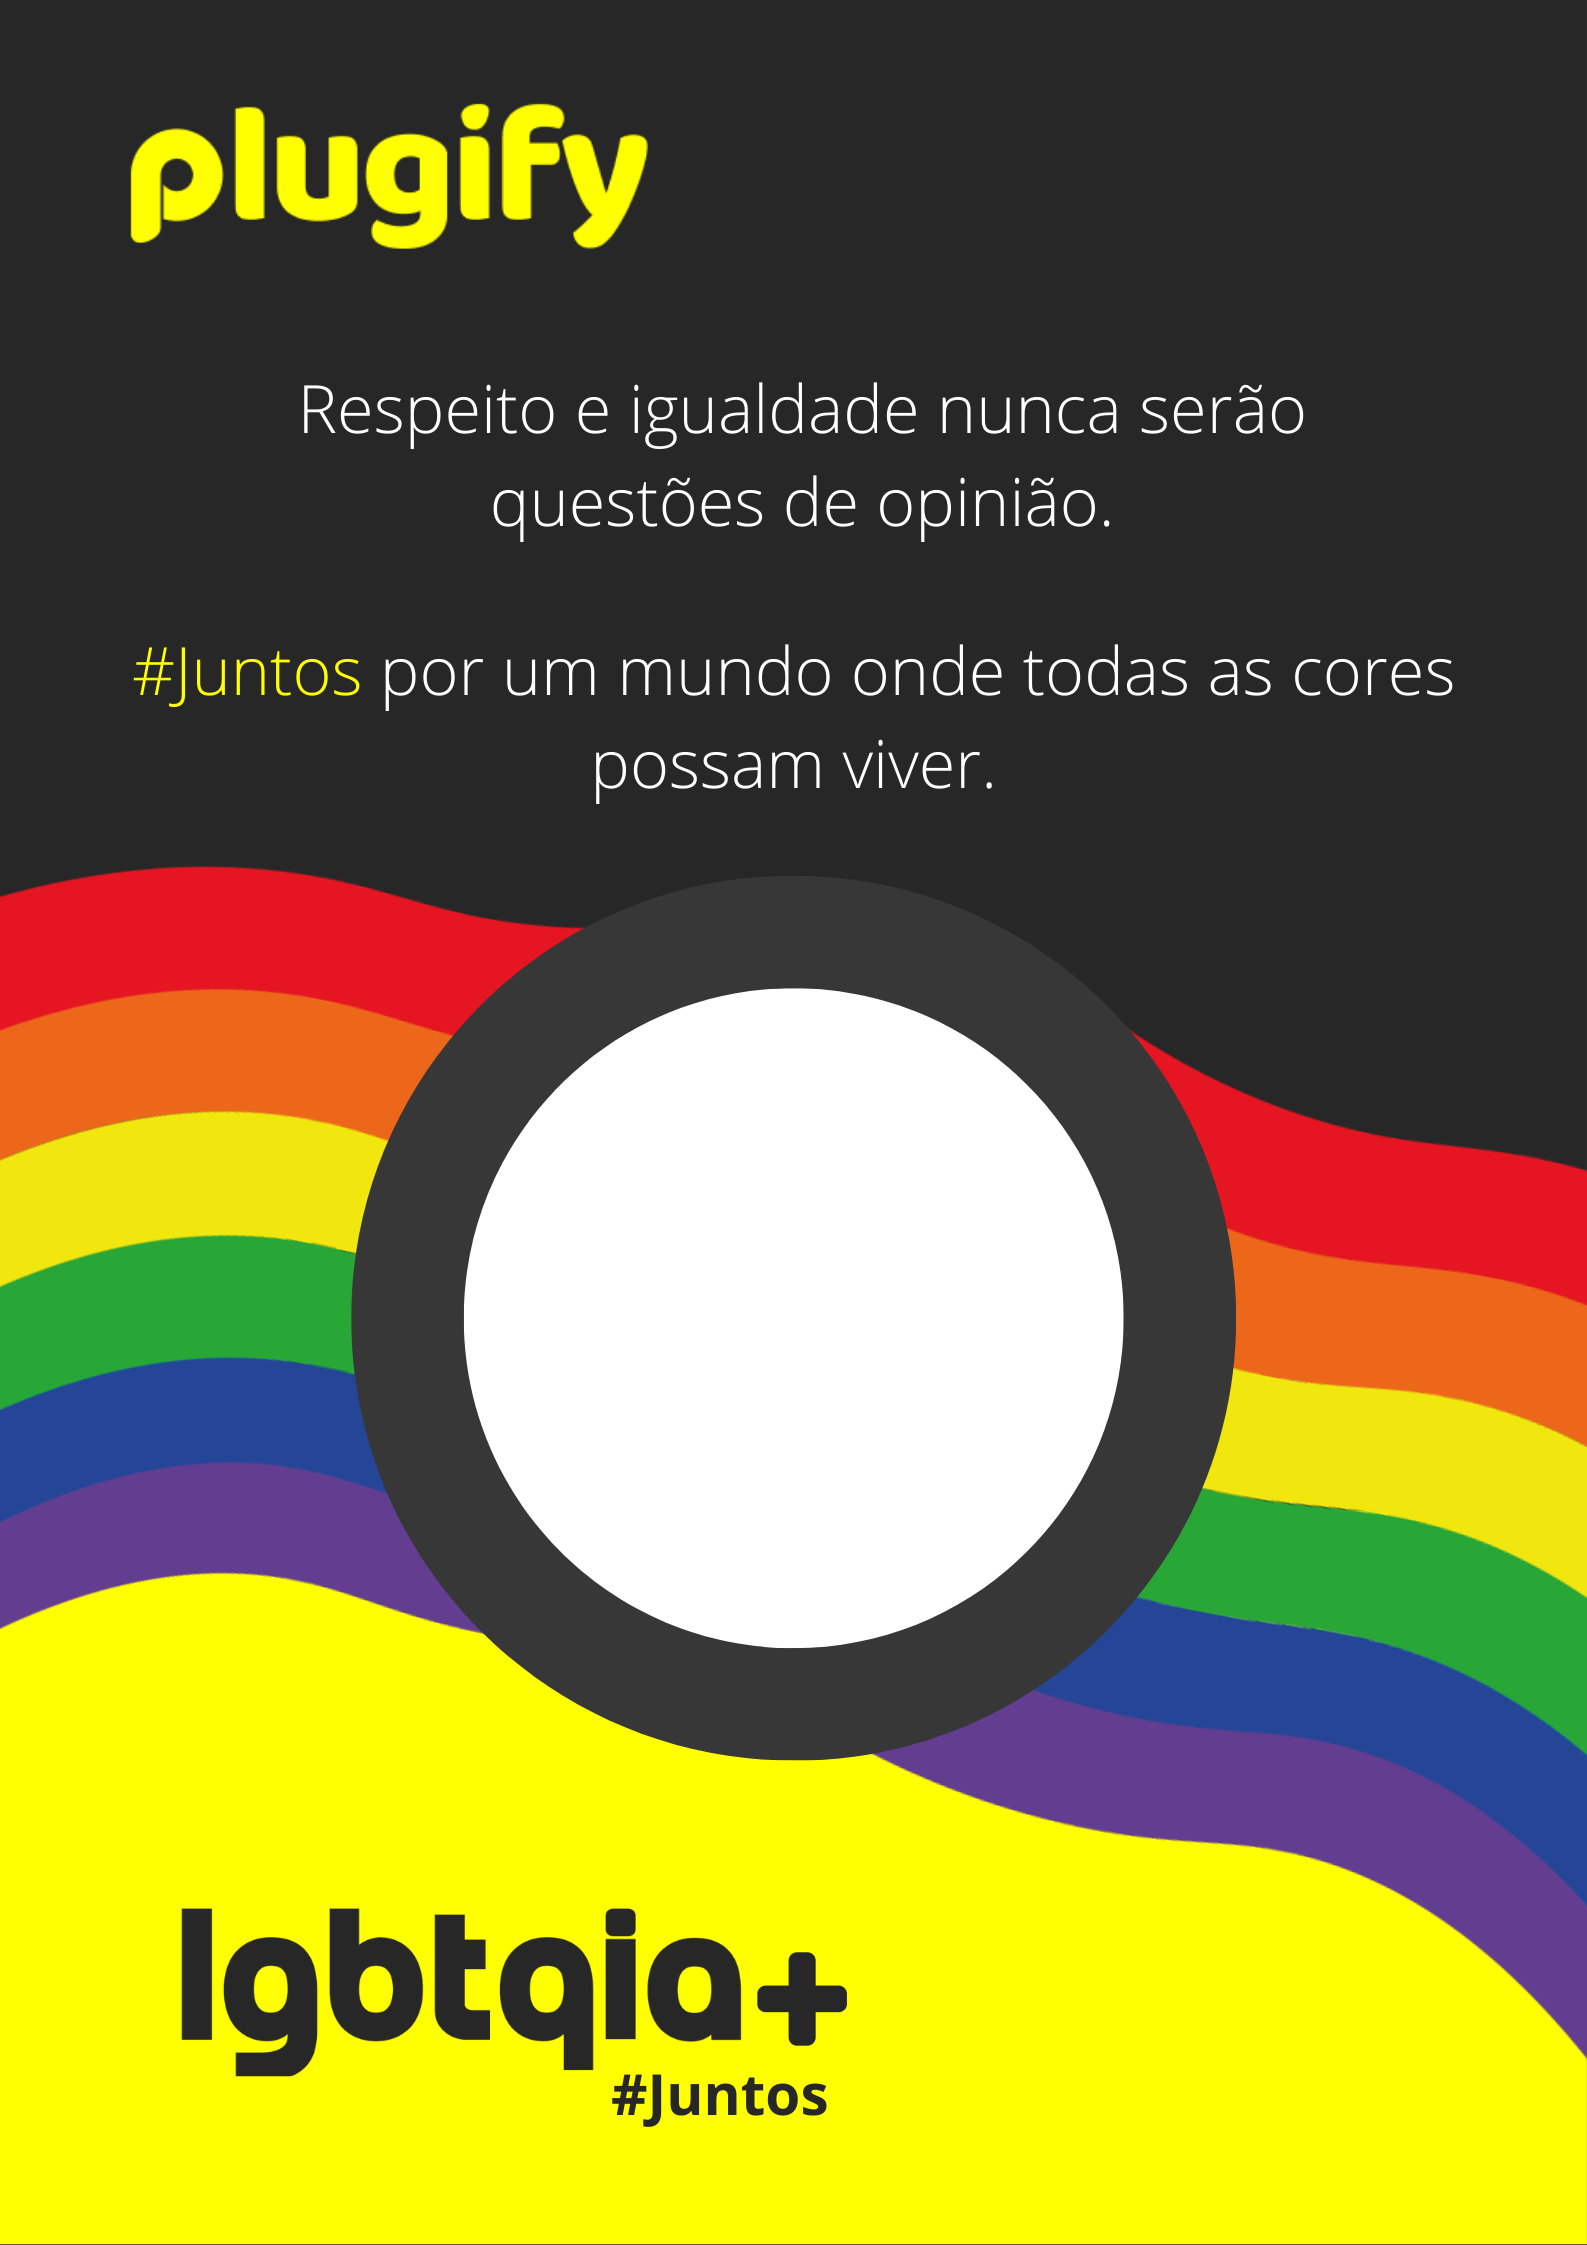 plugify
Respeito e igualdade nunca serão
questões de opinião.
#Juntos por um mundo onde todas as cores
possam viver.
lgbtqia+
#Juntos